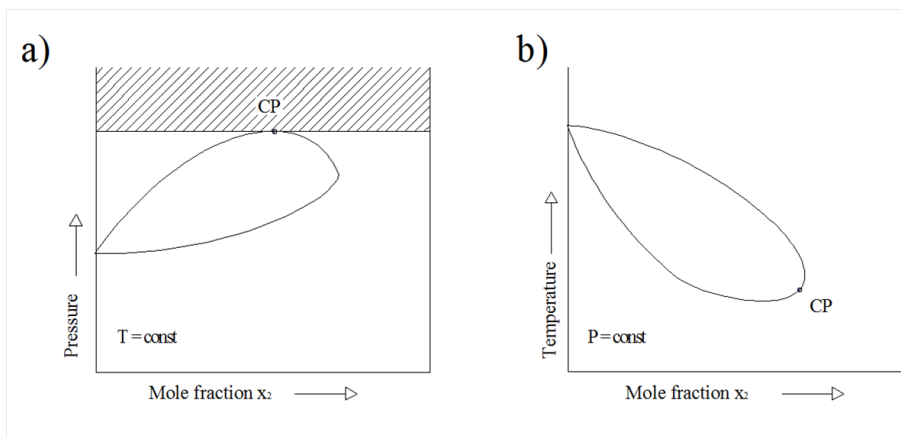 a)
CP
Pressure
T = const
Mole fraction x₂
b)
Temperature
CP
P = const
Mole fraction x₂